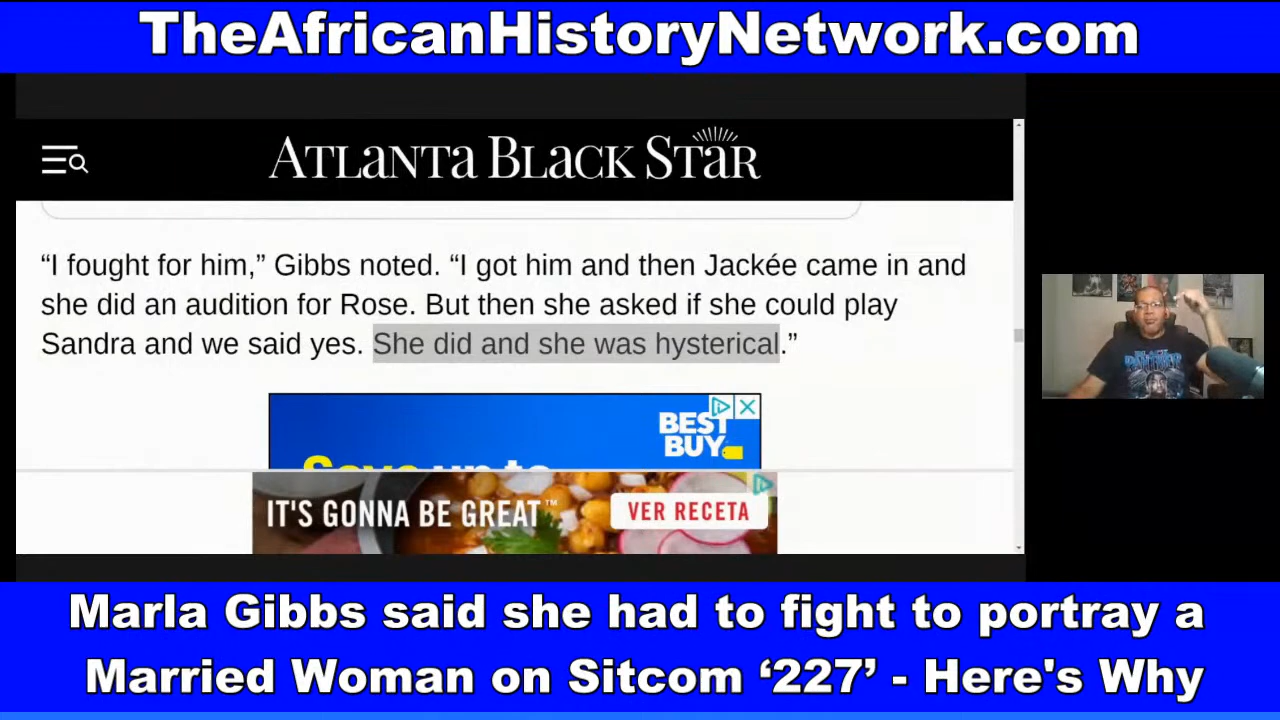 TheAfricanHistoryNetwork.com
ATLANTA BLACK STAR
“I fought for him,” Gibbs noted. “I got him and then Jackée came in and
she did an audition for Rose. But then she asked if she could play
Sandra and we said yes. She did and she was hysterical.”
BEST
BUY
Save up to
IT'S GONNA BE GREAT™
VER RECETA
Marla Gibbs said she had to fight to portray a
Married Woman on Sitcom ‘227’ - Here's Why